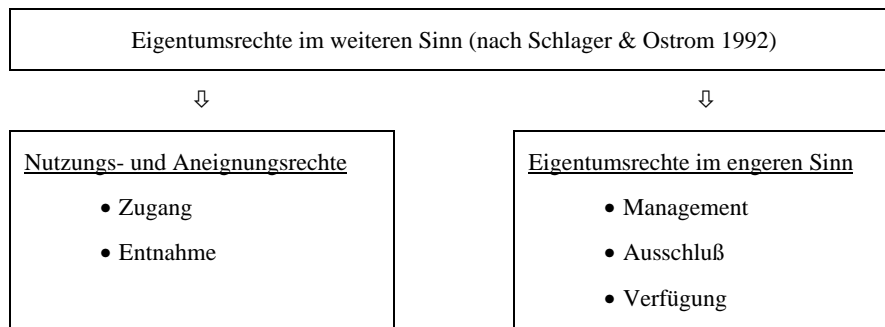 Eigentumsrechte im weiteren Sinn (nach Schlager & Ostrom 1992)
⇩ ⇩
Nutzungs- und Aneignungsrechte
• Zugang
• Entnahme
Eigentumsrechte im engeren Sinn
• Management
• Ausschluß
• Verfügung